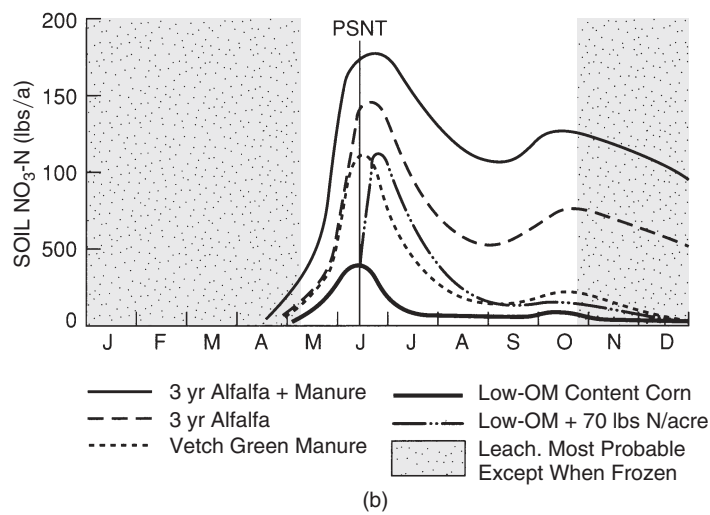 PSNT
SOIL NO3-N (lbs/a)
200
150
100
500
0
J F M A M J J A S O N D
3 yr Alfalfa + Manure
3 yr Alfalfa
Vetch Green Manure
Low-OM Content Corn
Low-OM + 70 lbs N/acre
Leach. Most Probable
Except When Frozen
(b)